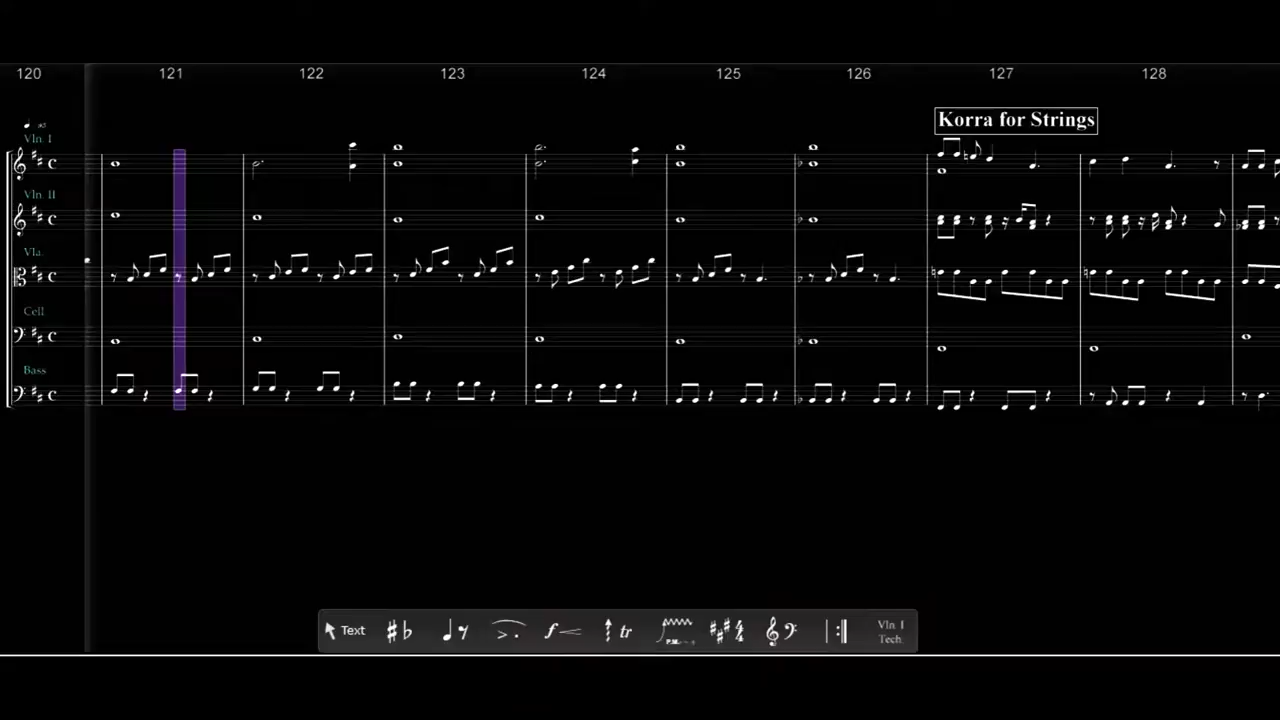 120 121 122 123 124 125 126 127 128
Korra for Strings
Vln. I
Vln. II
Vla.
Cell
Bass
Text
tr
P.M.
Vln. I
Tech.